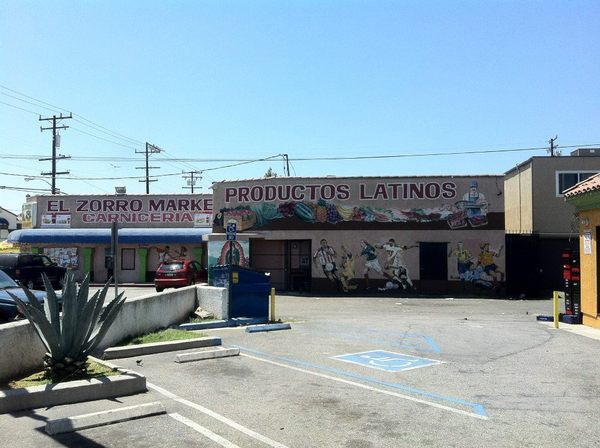 EL ZORRO MARKE
CARNICERIA
PRODUCTOS LATINOS